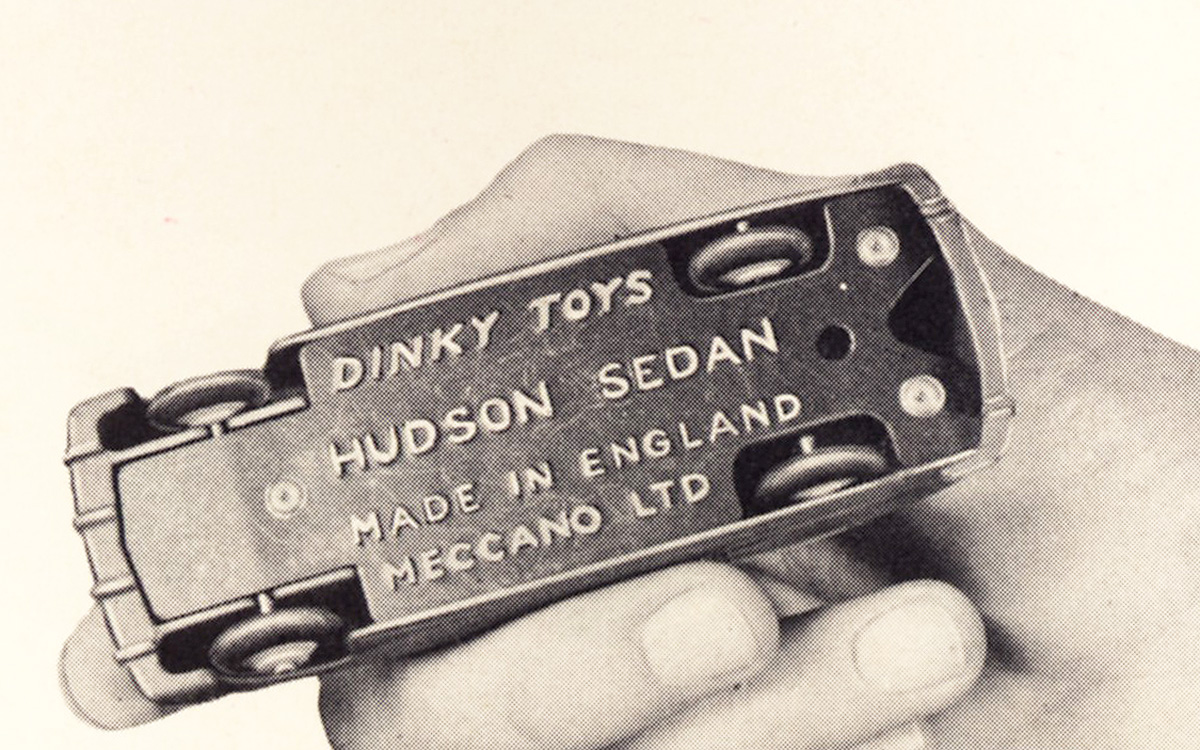 DINKY TOYS
HUDSON SEDAN
MADE IN ENGLAND
MECCANO LTD